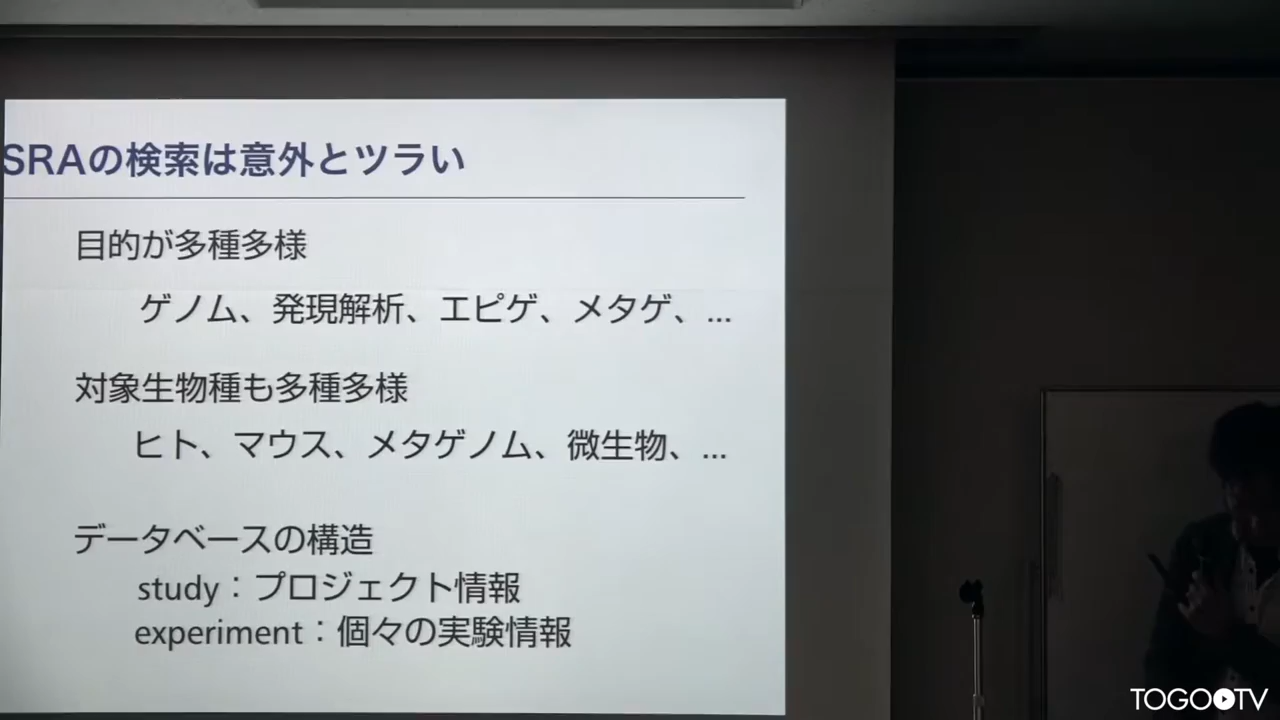 SRAの検索は意外とツラい
目的が多種多様
ゲノム、発現解析、エピゲ、メタゲ、...
対象生物種も多種多様
ヒト、マウス、メタゲノム、微生物、...
データベースの構造
study：プロジェクト情報
experiment：個々の実験情報
TOGOTV